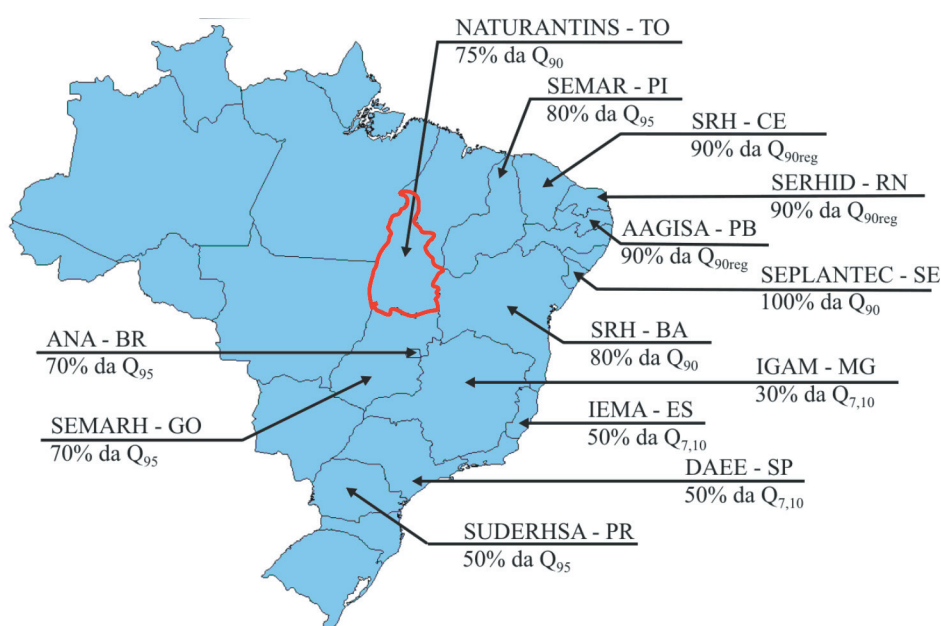 NATURANTINS - TO
75% da Q90
SEMAR - PI
80% da Q95
SRH - CE
90% da Q90reg
SERHID - RN
90% da Q90reg
AAGISA - PB
90% da Q90reg
SEPLANTEC - SE
100% da Q90
SRH - BA
80% da Q90
ANA - BR
70% da Q95
IGAM - MG
30% da Q7,10
IEMA - ES
50% da Q7,10
SEMARH - GO
70% da Q95
DAEE - SP
50% da Q7,10
SUDERHSA - PR
50% da Q95